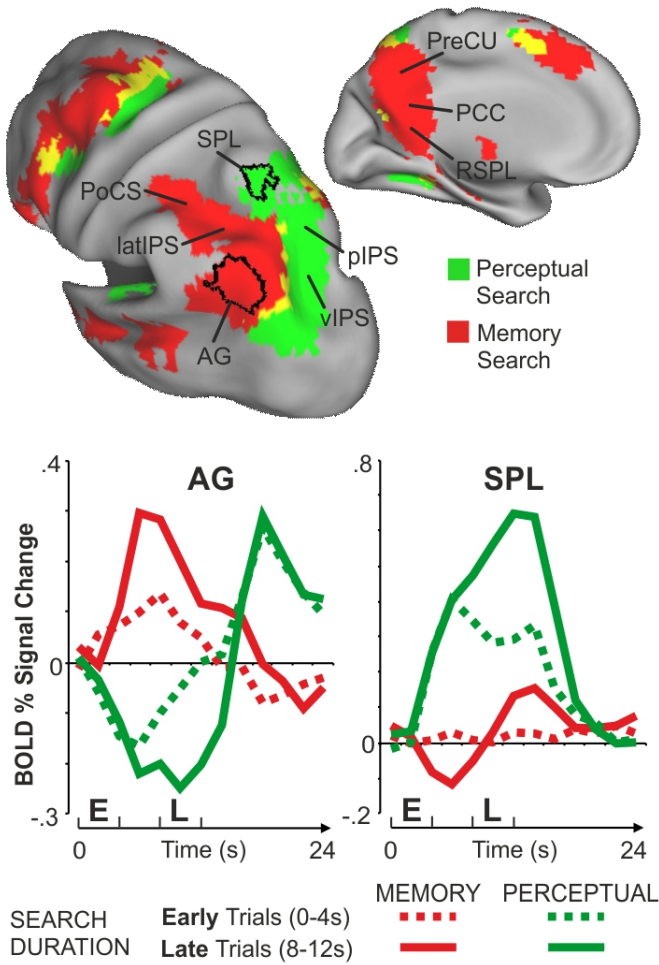 PreCU
PCC
RSPL
SPL
PoCS
latIPS
pIPS
vIPS
AG
Perceptual
Search
Memory
Search
AG
SPL
BOLD % Signal Change
.4
0
-.3
E L
0 Time (s) 24
.8
0
-.2
E L
0 Time (s) 24
MEMORY PERCEPTUAL
SEARCH
DURATION
Early Trials (0-4s)
Late Trials (8-12s)